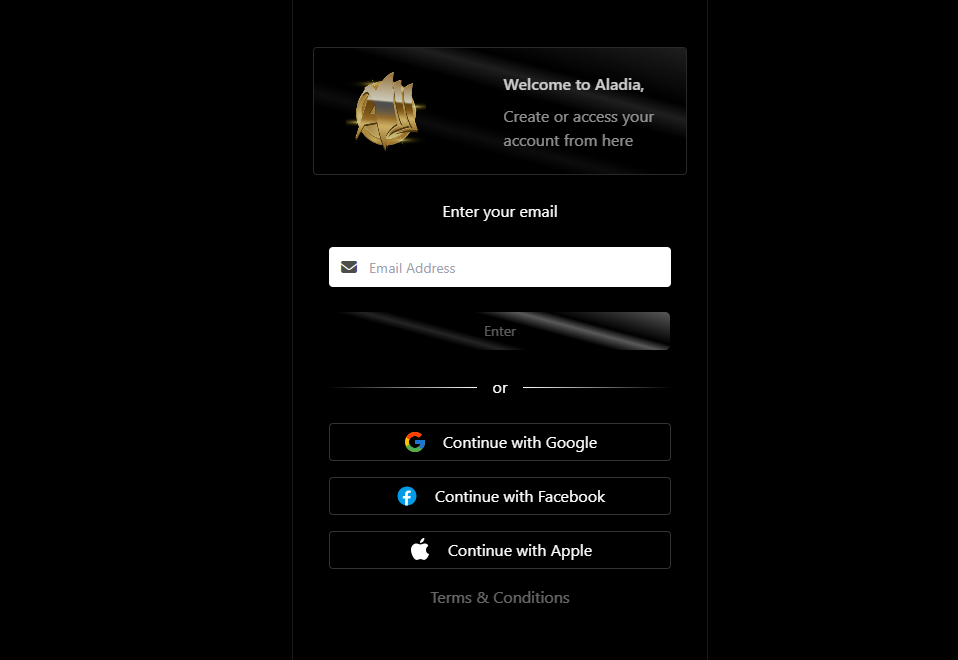 Welcome to Aladia,
Create or access your
account from here
Enter your email
Email Address
Enter
or
Continue with Google
Continue with Facebook
Continue with Apple
Terms & Conditions